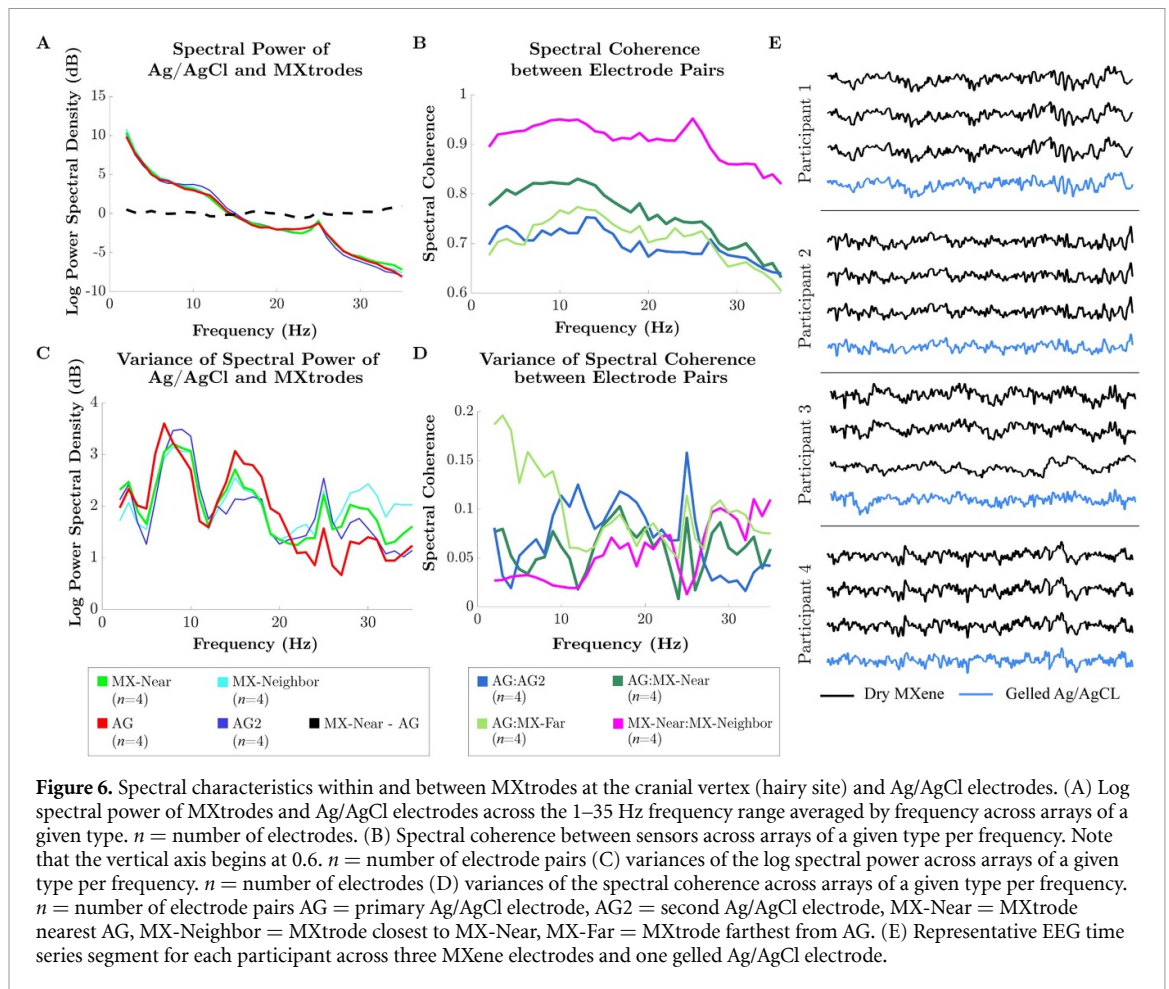 A
Spectral Power of
Ag/AgCl and MXtrodes
Log Power Spectral Density (dB)
15
10
5
0
-5
-10
0
10
20
30
Frequency (Hz)
B
Spectral Coherence
between Electrode Pairs
Spectral Coherence
1
0.9
0.8
0.7
0.6
0
10
20
30
Frequency (Hz)
C
Variance of Spectral Power of
Ag/AgCl and MXtrodes
Log Power Spectral Density (dB)
4
3
2
1
0
0
10
20
30
Frequency (Hz)
D
Variance of Spectral Coherence
between Electrode Pairs
Spectral Coherence
0.2
0.15
0.1
0.05
0
0
10
20
30
Frequency (Hz)
MX-Near
(n=4)
MX-Neighbor
(n=4)
AG
(n=4)
AG2
(n=4)
MX-Near - AG
AG:AG2
(n=4)
AG:MX-Near
(n=4)
AG:MX-Far
(n=4)
MX-Near:MX-Neighbor
(n=4)
E
Participant 1
Participant 2
Participant 3
Participant 4
Dry MXene
Gelled Ag/AgCL
Figure 6. Spectral characteristics within and between MXtrodes at the cranial vertex (hairy site) and Ag/AgCl electrodes. (A) Log
spectral power of MXtrodes and Ag/AgCl electrodes across the 1–35 Hz frequency range averaged by frequency across arrays of a
given type. n = number of electrodes. (B) Spectral coherence between sensors across arrays of a given type per frequency. Note
that the vertical axis begins at 0.6. n = number of electrode pairs (C) variances of the log spectral power across arrays of a given
type per frequency. n = number of electrodes (D) variances of the spectral coherence across arrays of a given type per frequency.
n = number of electrode pairs AG = primary Ag/AgCl electrode, AG2 = second Ag/AgCl electrode, MX-Near = MXtrode
nearest AG, MX-Neighbor = MXtrode closest to MX-Near, MX-Far = MXtrode farthest from AG. (E) Representative EEG time
series segment for each participant across three MXene electrodes and one gelled Ag/AgCl electrode.